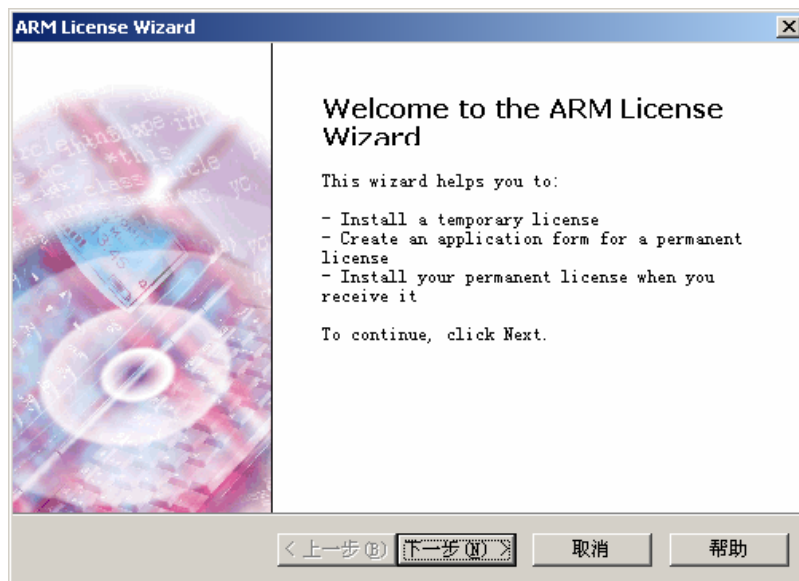 ARM License Wizard
Welcome to the ARM License
Wizard
This wizard helps you to:
- Install a temporary license
- Create an application form for a permanent
license
- Install your permanent license when you
receive it
To continue, click Next.
< 上一步(B)
下一步(N) >
取消
帮助